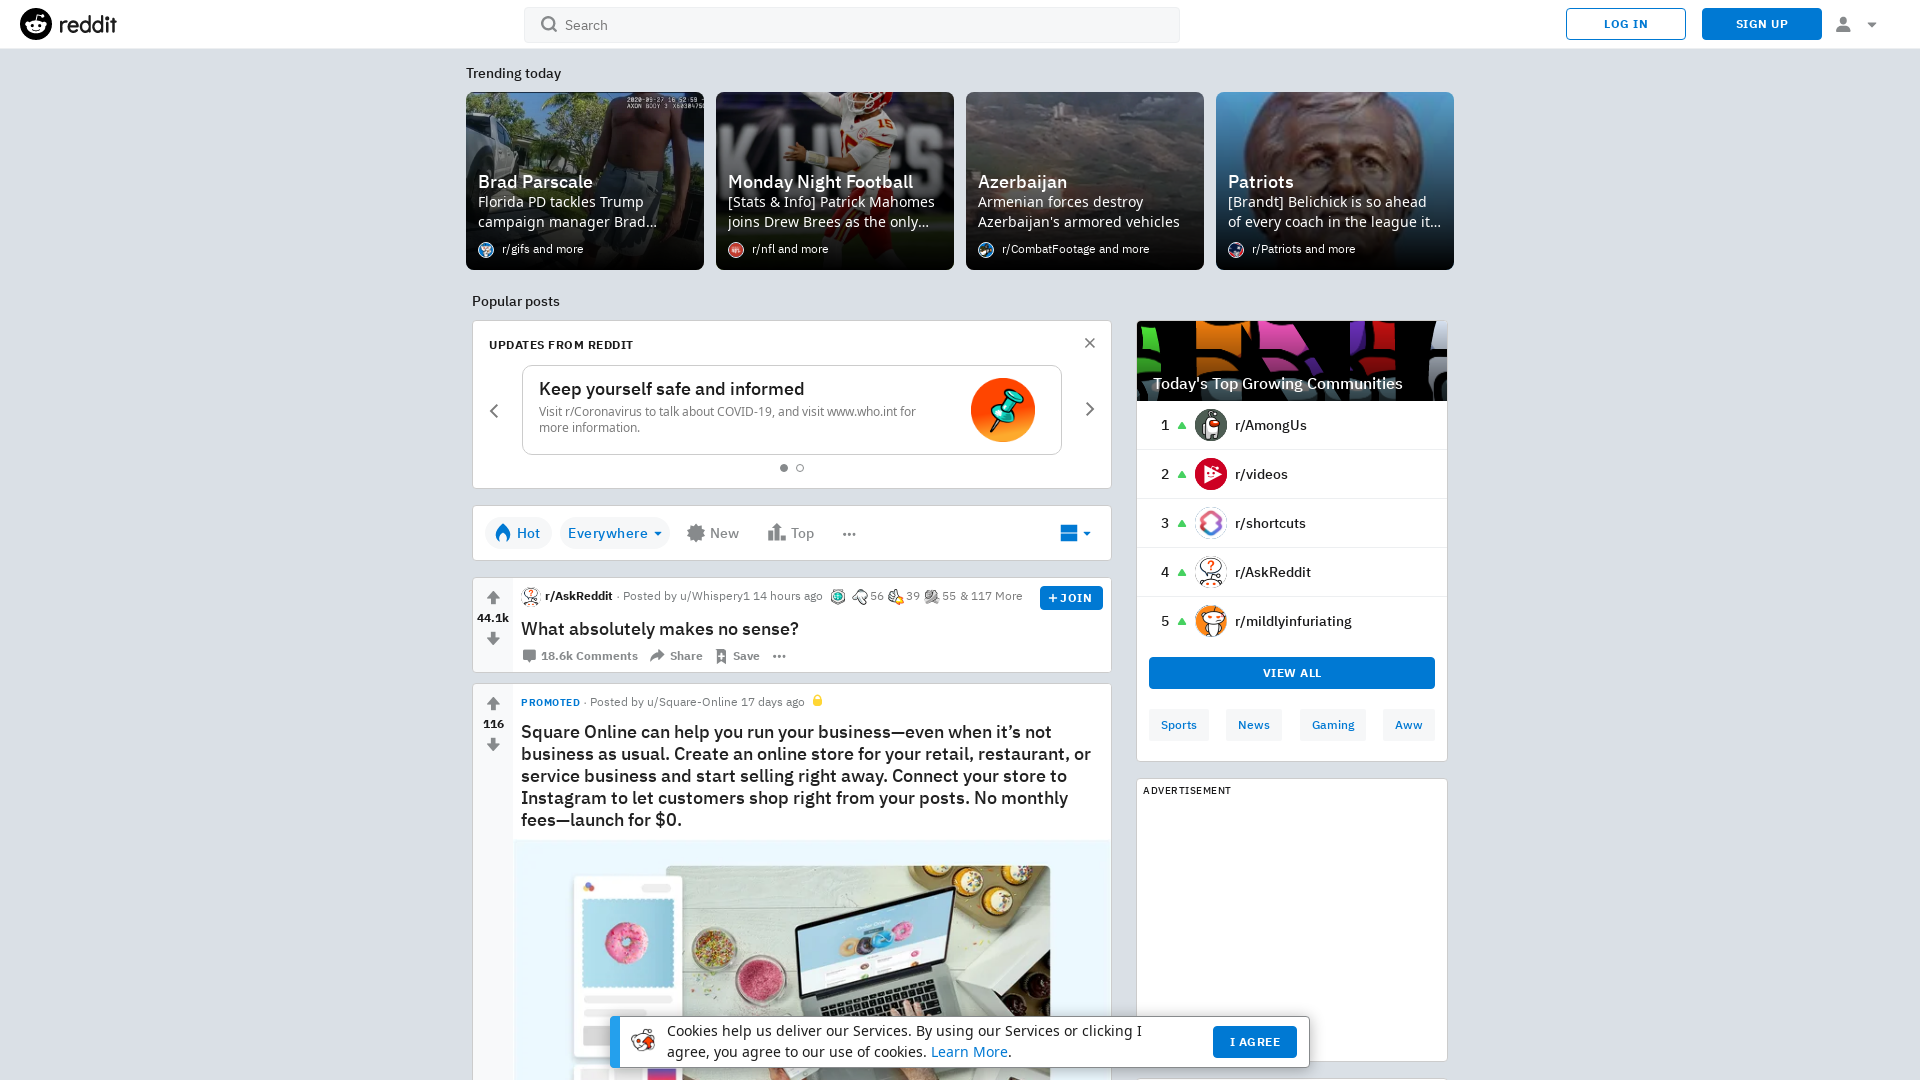 reddit
Search
LOG IN
SIGN UP
Trending today
Brad Parscale
Florida PD tackles Trump
campaign manager Brad...
r/gifs and more
Monday Night Football
[Stats & Info] Patrick Mahomes
joins Drew Brees as the only...
r/nfl and more
Azerbaijan
Armenian forces destroy
Azerbaijan's armored vehicles
r/CombatFootage and more
Patriots
[Brandt] Belichick is so ahead
of every coach in the league it...
r/Patriots and more
Popular posts
UPDATES FROM REDDIT
Keep yourself safe and informed
Visit r/Coronavirus to talk about COVID-19, and visit www.who.int for
more information.
Hot
Everywhere
New
Top
44.1k
r/AskReddit · Posted by u/Whispery1 14 hours ago 56 39 55 & 117 More
+ JOIN
What absolutely makes no sense?
18.6k Comments
Share
Save
116
PROMOTED · Posted by u/Square-Online 17 days ago
Square Online can help you run your business—even when it’s not
business as usual. Create an online store for your retail, restaurant, or
service business and start selling right away. Connect your store to
Instagram to let customers shop right from your posts. No monthly
fees—launch for $0.
Today's Top Growing Communities
1 r/AmongUs
2 r/videos
3 r/shortcuts
4 r/AskReddit
5 r/mildlyinfuriating
VIEW ALL
Sports
News
Gaming
Aww
ADVERTISEMENT
Cookies help us deliver our Services. By using our Services or clicking I
agree, you agree to our use of cookies. Learn More.
I AGREE